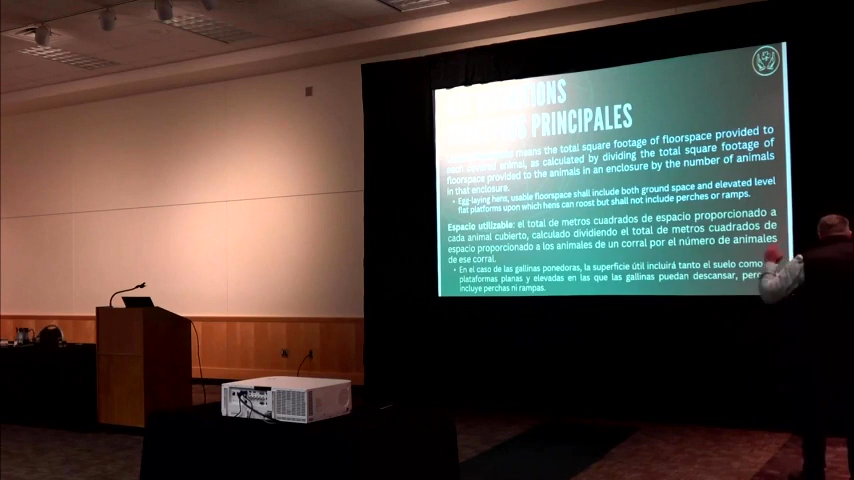 PRINCIPALES
means the total square footage of floorspace provided to
each covered animal, as calculated by dividing the total square footage of
floorspace provided to the animals in an enclosure by the number of animals
in that enclosure.
• Egg-laying hens, usable floorspace shall include both ground space and elevated level
flat platforms upon which hens can roost but shall not include perches or ramps.
Espacio utilizable: el total de metros cuadrados de espacio proporcionado a
cada animal cubierto, calculado dividiendo el total de metros cuadrados de
espacio proporcionado a los animales de un corral por el número de animales
de ese corral.
• En el caso de las gallinas ponedoras, la superficie útil incluirá tanto el suelo como
plataformas planas y elevadas en las que las gallinas puedan descansar,
incluye perchas ni rampas.